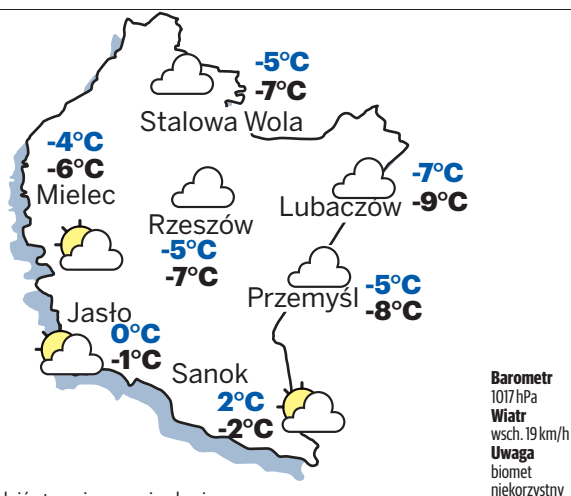 -5°C
-7°C
Stalowa Wola
-4°C
-6°C
Mielec
-7°C
-9°C
Lubaczów
Rzeszów
-5°C
-7°C
Przemyśl
-5°C
-8°C
Jasło
0°C
-1°C
Sanok
2°C
-2°C
Barometr
1017 hPa
Wiatr
wsch. 19 km/h
Uwaga
biomet
niekorzystny